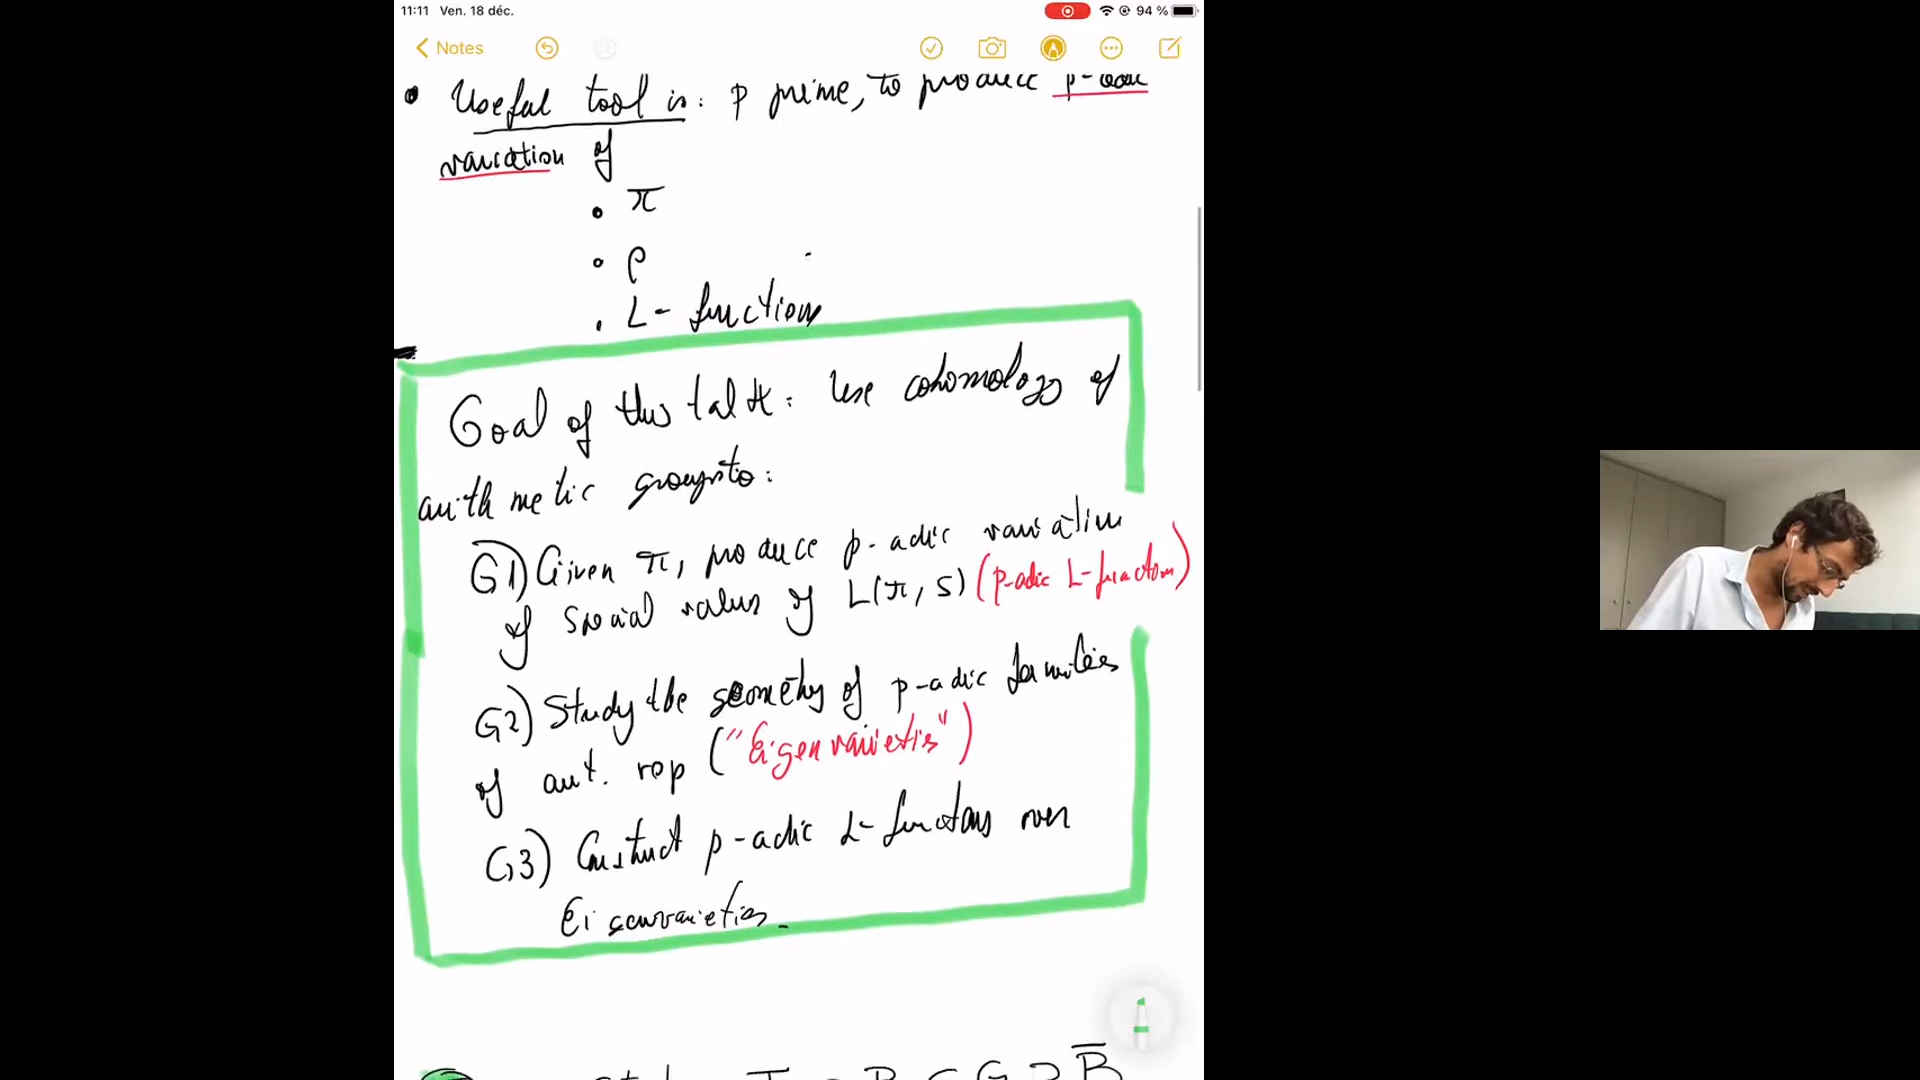 11:11 Ven. 18 déc.
94 %
Notes
• Useful tool is: p prime, to produce p-adic
variation of
• π
• ρ
• L-function
Goal of this talk: Use cohomology of
arithmetic groups to:
G1) Given π, produce p-adic variation
of special values of L(π, s) (p-adic L-function)
G2) Study the geometry of p-adic families
of aut. rep ("Eigenvarieties")
G3) Construct p-adic L-functions over
Eigenvarieties.
B ⊂ G ⊃ B̅